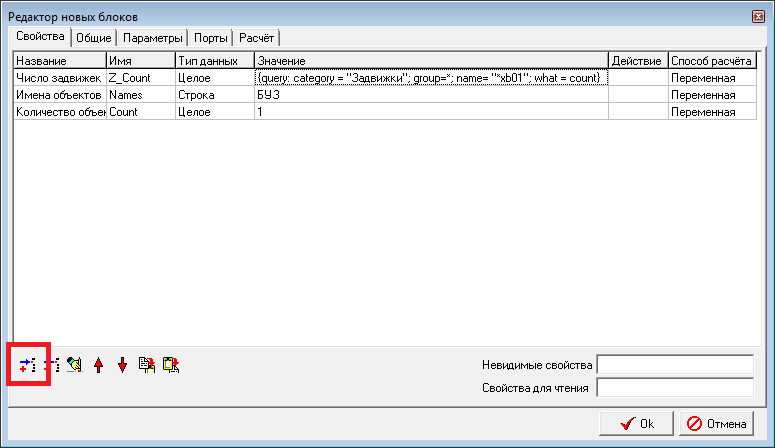 Редактор новых блоков
Свойства Общие Параметры Порты Расчёт
Название Имя Тип данных Значение Действие Способ расчёта
Число задвижек Z_Count Целое {query: category = "Задвижки"; group=*; name= "*xb01"; what = count} Переменная
Имена объектов Names Строка БУЗ Переменная
Количество объек Count Целое 1 Переменная
Невидимые свойства
Свойства для чтения
Ok Отмена